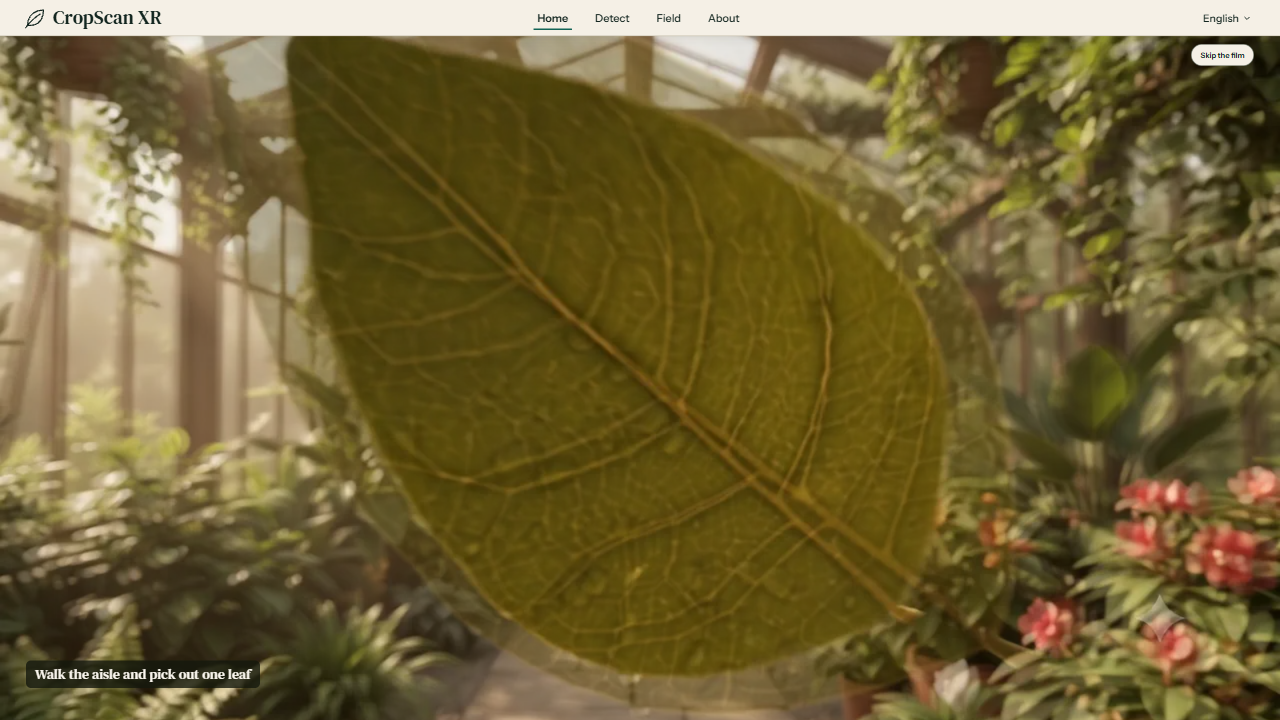 CropScan XR
Home
Detect
Field
About
English
Skip the film
Walk the aisle and pick out one leaf